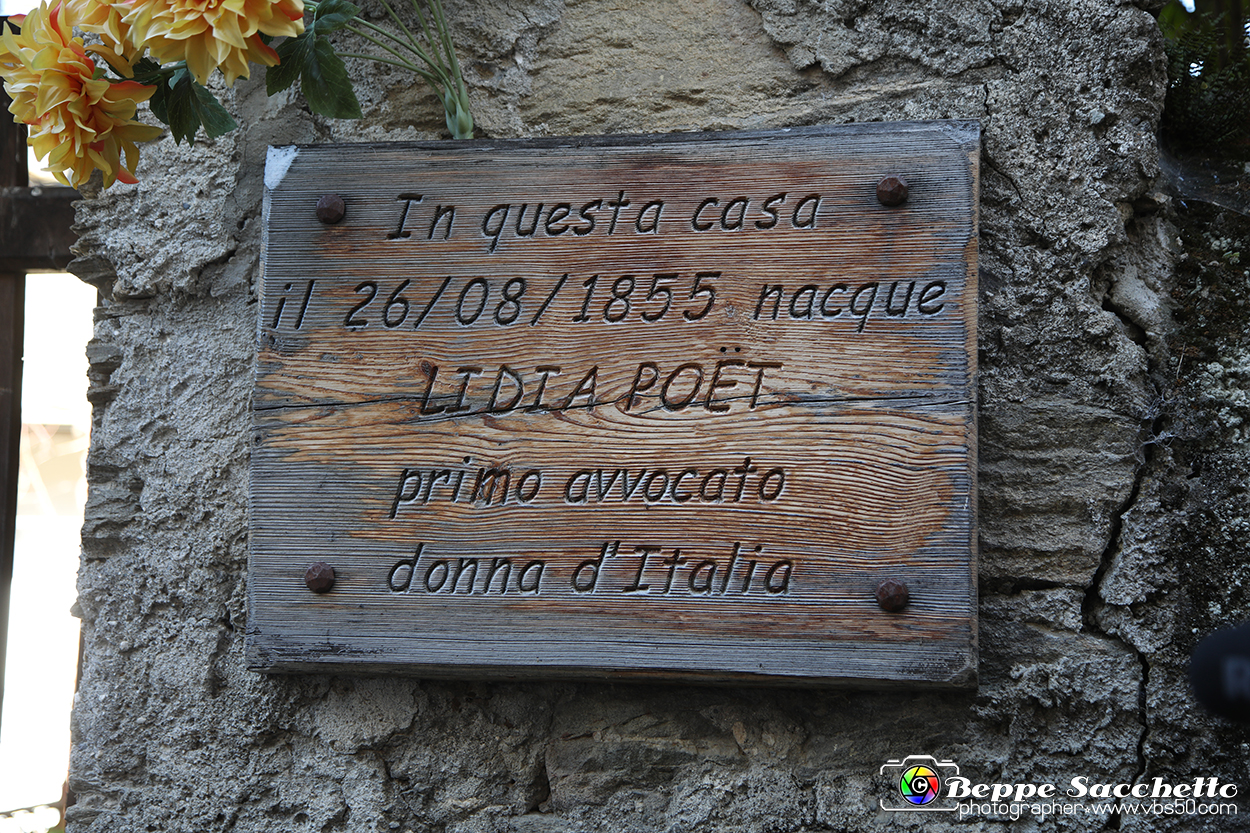 In questa casa
il 26/08/1855 nacque
LIDIA POËT
primo avvocato
donna d'Italia
Beppe Sacchetto
photographer-www.vbs50.com